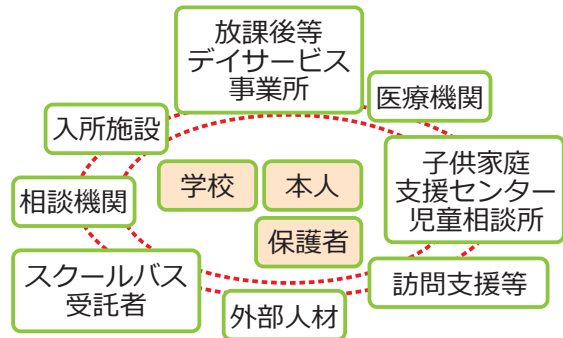 放課後等
デイサービス
事業所
医療機関
入所施設
子供家庭
支援センター
児童相談所
学校
本人
相談機関
保護者
スクールバス
受託者
訪問支援等
外部人材